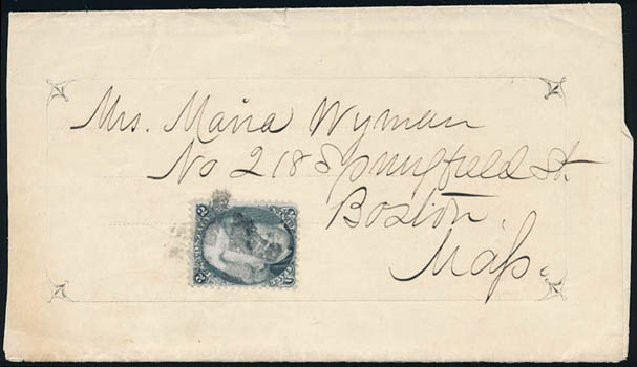 Mrs. Maria Wyman
No 218 Springfield St.
Boston,
Mass.